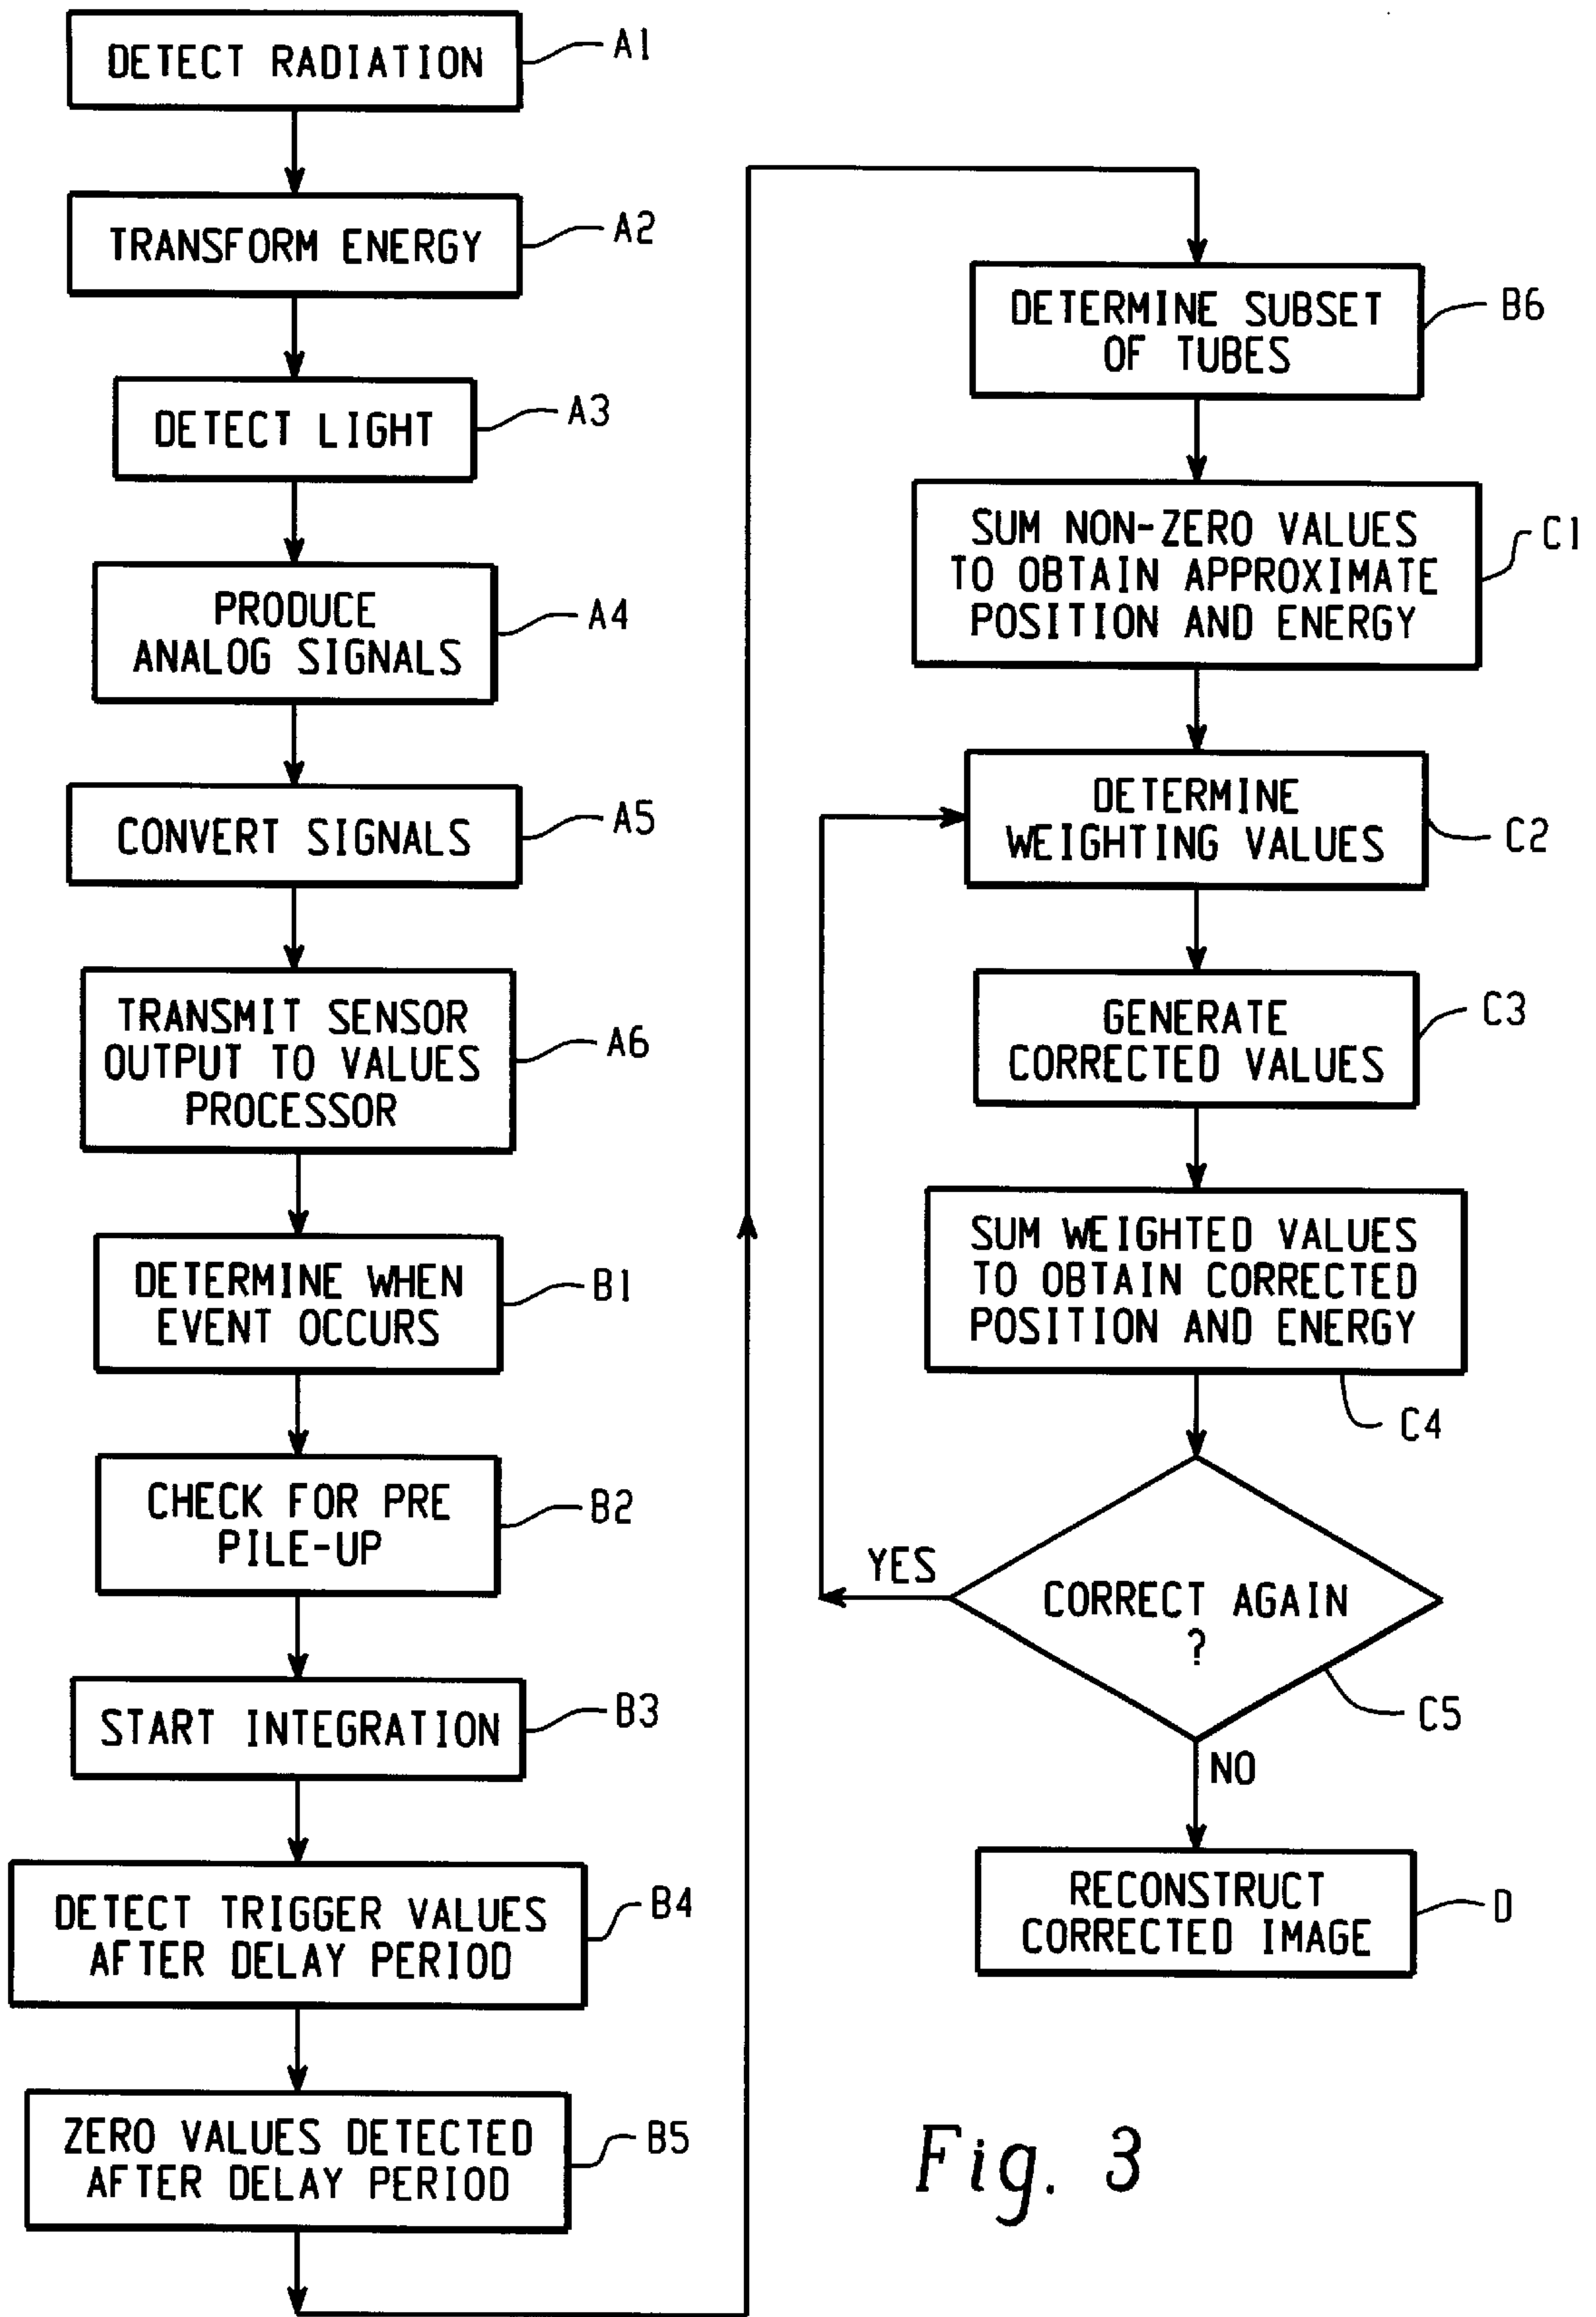 DETECT RADIATION
A1
TRANSFORM ENERGY
A2
DETECT LIGHT
A3
PRODUCE
ANALOG SIGNALS
A4
CONVERT SIGNALS
A5
TRANSMIT SENSOR
OUTPUT TO VALUES
PROCESSOR
A6
DETERMINE WHEN
EVENT OCCURS
B1
CHECK FOR PRE
PILE-UP
B2
START INTEGRATION
B3
DETECT TRIGGER VALUES
AFTER DELAY PERIOD
B4
ZERO VALUES DETECTED
AFTER DELAY PERIOD
B5
DETERMINE SUBSET
OF TUBES
B6
SUM NON-ZERO VALUES
TO OBTAIN APPROXIMATE
POSITION AND ENERGY
C1
DETERMINE
WEIGHTING VALUES
C2
GENERATE
CORRECTED VALUES
C3
SUM WEIGHTED VALUES
TO OBTAIN CORRECTED
POSITION AND ENERGY
C4
YES
CORRECT AGAIN
?
C5
NO
RECONSTRUCT
CORRECTED IMAGE
D
Fig. 3